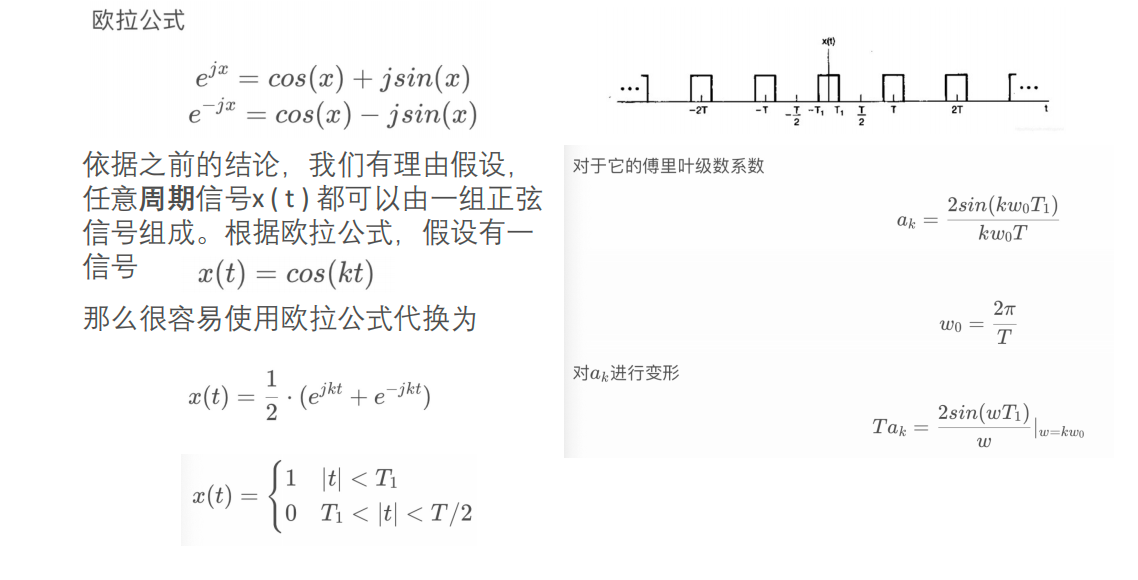 欧拉公式
e^{jx} = cos(x) + jsin(x)
e^{-jx} = cos(x) - jsin(x)
依据之前的结论，我们有理由假设，
任意周期信号x(t)都可以由一组正弦
信号组成。根据欧拉公式，假设有一
信号 x(t) = cos(kt)
那么很容易使用欧拉公式代换为
x(t) = \frac{1}{2} \cdot (e^{jkt} + e^{-jkt})
x(t) = \begin{cases} 1 & |t| < T_1 \\ 0 & T_1 < |t| < T/2 \end{cases}
x(t)
... -2T -T -\frac{T}{2} -T_1 T_1 \frac{T}{2} T 2T ... t
对于它的傅里叶级数系数
a_k = \frac{2sin(kw_0T_1)}{kw_0T}
w_0 = \frac{2\pi}{T}
对a_k进行变形
Ta_k = \frac{2sin(wT_1)}{w}|_{w=kw_0}